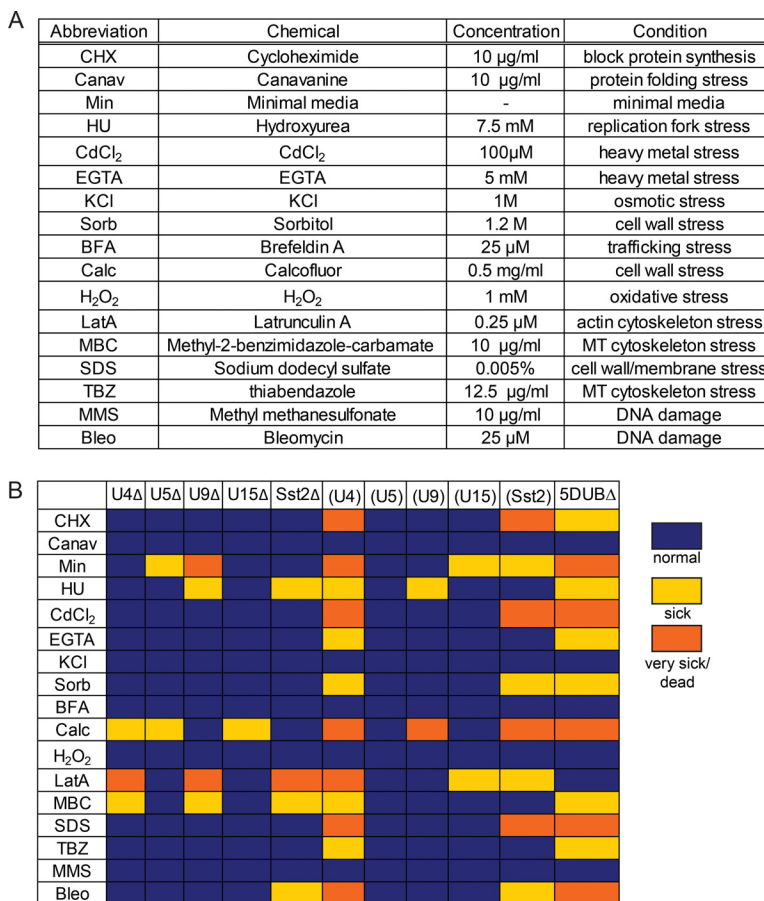 A
Abbreviation Chemical Concentration Condition
CHX Cycloheximide 10 µg/ml block protein synthesis
Canav Canavanine 10 µg/ml protein folding stress
Min Minimal media - minimal media
HU Hydroxyurea 7.5 mM replication fork stress
CdCl₂ CdCl₂ 100µM heavy metal stress
EGTA EGTA 5 mM heavy metal stress
KCl KCl 1M osmotic stress
Sorb Sorbitol 1.2 M cell wall stress
BFA Brefeldin A 25 µM trafficking stress
Calc Calcofluor 0.5 mg/ml cell wall stress
H₂O₂ H₂O₂ 1 mM oxidative stress
LatA Latrunculin A 0.25 µM actin cytoskeleton stress
MBC Methyl-2-benzimidazole-carbamate 10 µg/ml MT cytoskeleton stress
SDS Sodium dodecyl sulfate 0.005% cell wall/membrane stress
TBZ thiabendazole 12.5 µg/ml MT cytoskeleton stress
MMS Methyl methanesulfonate 10 µg/ml DNA damage
Bleo Bleomycin 25 µM DNA damage
B
U4Δ U5Δ U9Δ U15Δ Sst2Δ (U4) (U5) (U9) (U15) (Sst2) 5DUBΔ
CHX
Canav
Min
HU
CdCl₂
EGTA
KCl
Sorb
BFA
Calc
H₂O₂
LatA
MBC
SDS
TBZ
MMS
Bleo
normal
sick
very sick/
dead